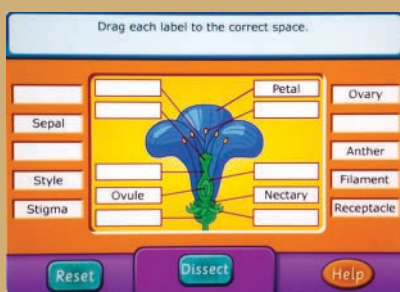 Drag each label to the correct space.
Petal
Ovary
Sepal
Anther
Style
Filament
Ovule
Nectary
Stigma
Receptacle
Reset
Dissect
Help